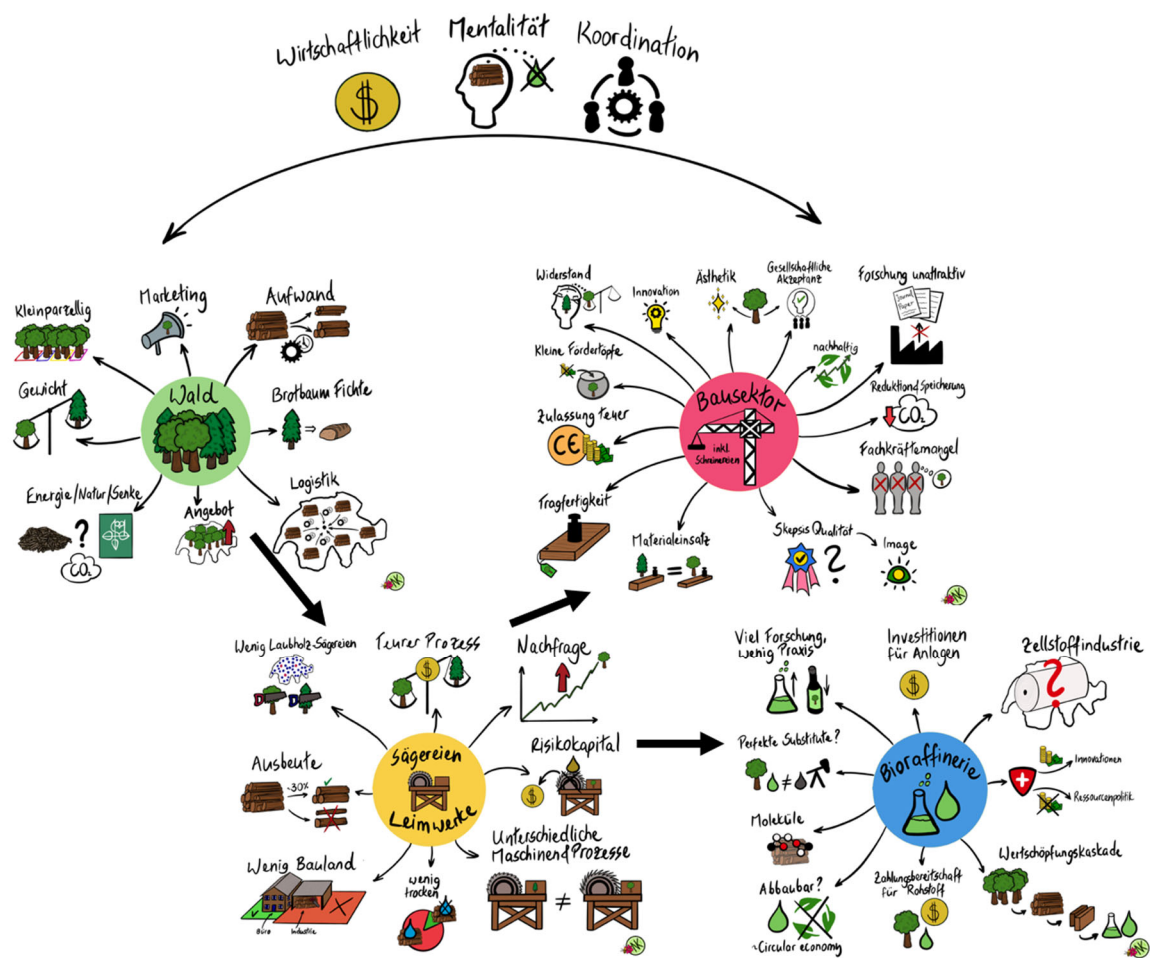 Wirtschaftlichkeit
Mentalität
Koordination
$
Kleinparzellig
Marketing
Aufwand
Gewicht
Wald
Brotbaum Fichte
Energie/Natur/Senke
?
CO₂
Angebot
Logistik
Widerstand
Innovation
Ästhetik
Gesellschaftliche
Akzeptanz
Forschung unattraktiv
Journal
Paper
Kleine Fördertöpfe
nachhaltig
Bausektor
inkl.
Schreinereien
Reduktion & Speicherung
CO₂
Zulassung teuer
CE
Fachkräftemangel
Tragfertigkeit
Materialeinsatz
=
Skepsis Qualität
?
Image
Wenig Laubholz-Sägereien
Teurer Prozess
$
Nachfrage
Sägereien
Leimwerke
Ausbeute
~30%
Risikokapital
$
Unterschiedliche
Maschinen & Prozesse
≠
Wenig Bauland
Büro
Industrie
wenig
trocken
Viel Forschung,
wenig Praxis
Investitionen
für Anlagen
$
Zellstoffindustrie
?
Perfekte Substitute?
≠
Bioraffinerie
Innovationen
Ressourcenpolitik
Moleküle
Abbaubar?
~Circular economy
Zahlungsbereitschaft
für Rohstoff
$
Wertschöpfungskaskade